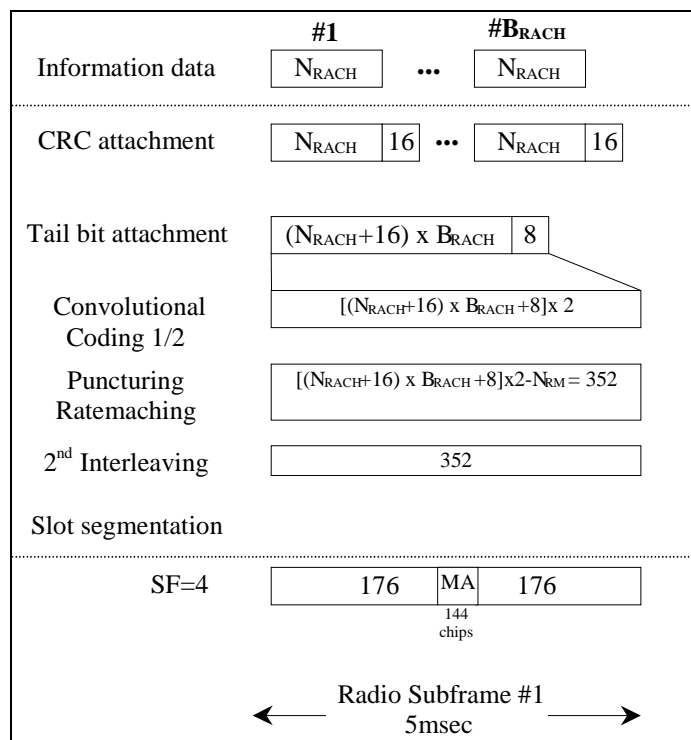 #1 #BRACH
Information data NRACH ... NRACH
CRC attachment NRACH 16 ... NRACH 16
Tail bit attachment (NRACH+16) x BRACH 8
Convolutional
Coding 1/2
[(NRACH+16) x BRACH +8]x 2
Puncturing
Ratemaching
[(NRACH+16) x BRACH +8]x2-NRM = 352
2nd Interleaving 352
Slot segmentation
SF=4 176 MA 176
144
chips
Radio Subframe #1
5msec